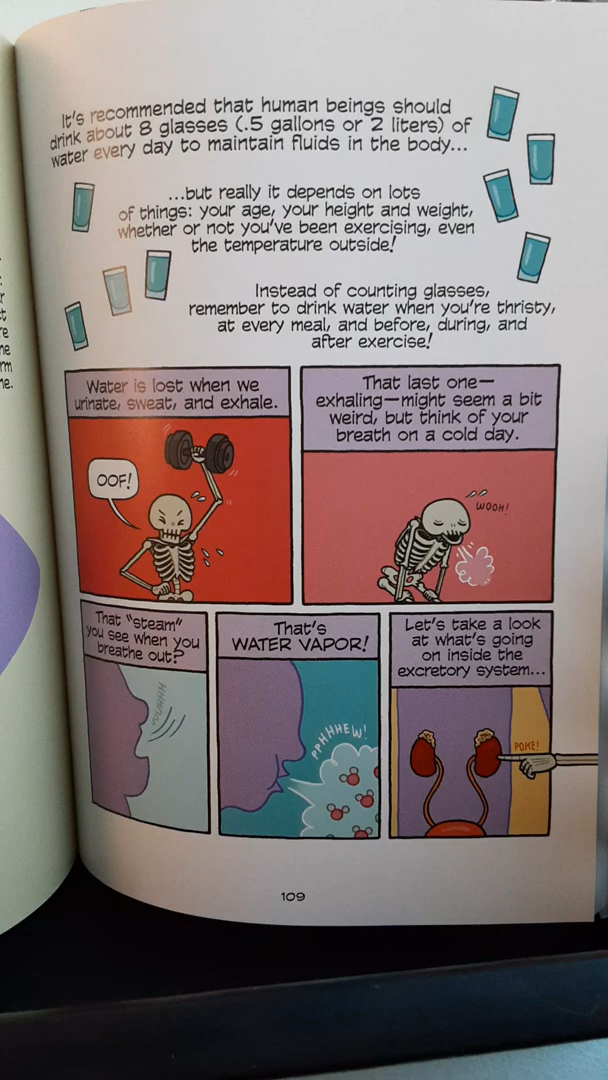 It's recommended that human beings should
drink about 8 glasses (.5 gallons or 2 liters) of
water every day to maintain fluids in the body...
...but really it depends on lots
of things: your age, your height and weight,
whether or not you've been exercising, even
the temperature outside!
Instead of counting glasses,
remember to drink water when you're thristy,
at every meal, and before, during, and
after exercise!
Water is lost when we
urinate, sweat, and exhale.
OOF!
That last one—
exhaling—might seem a bit
weird, but think of your
breath on a cold day.
WOOH!
That "steam"
you see when you
breathe out?
That's
WATER VAPOR!
PPHHHEW!
Let's take a look
at what's going
on inside the
excretory system...
POKE!
109